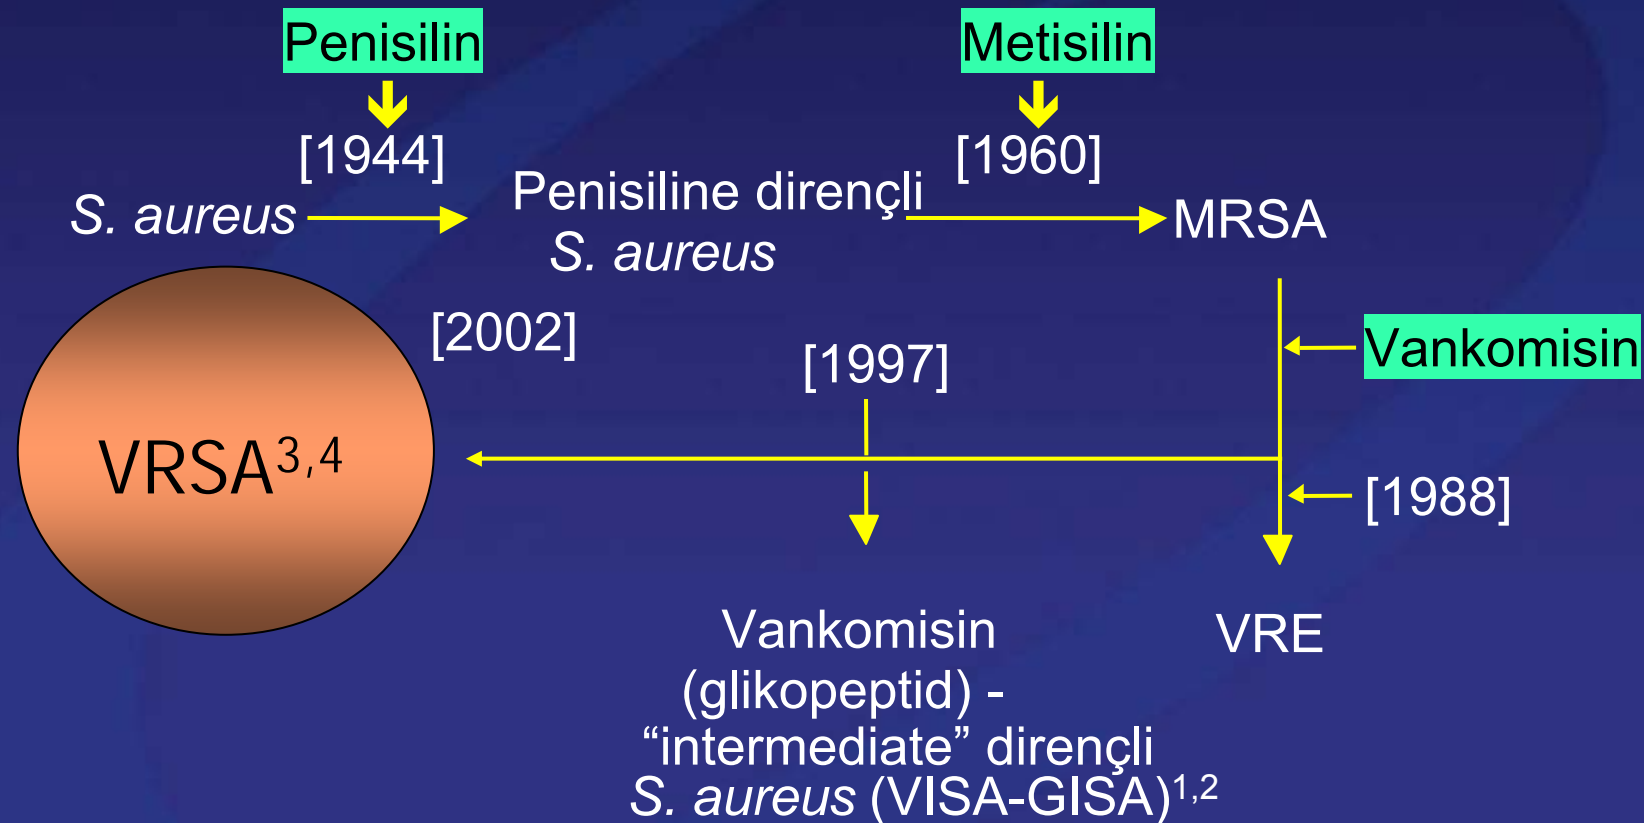 Penisilin
Metisilin
[1944]
[1960]
S. aureus
Penisiline dirençli
S. aureus
MRSA
[2002]
[1997]
Vankomisin
VRSA3,4
[1988]
Vankomisin
(glikopeptid) -
“intermediate” dirençli
S. aureus (VISA-GISA)1,2
VRE